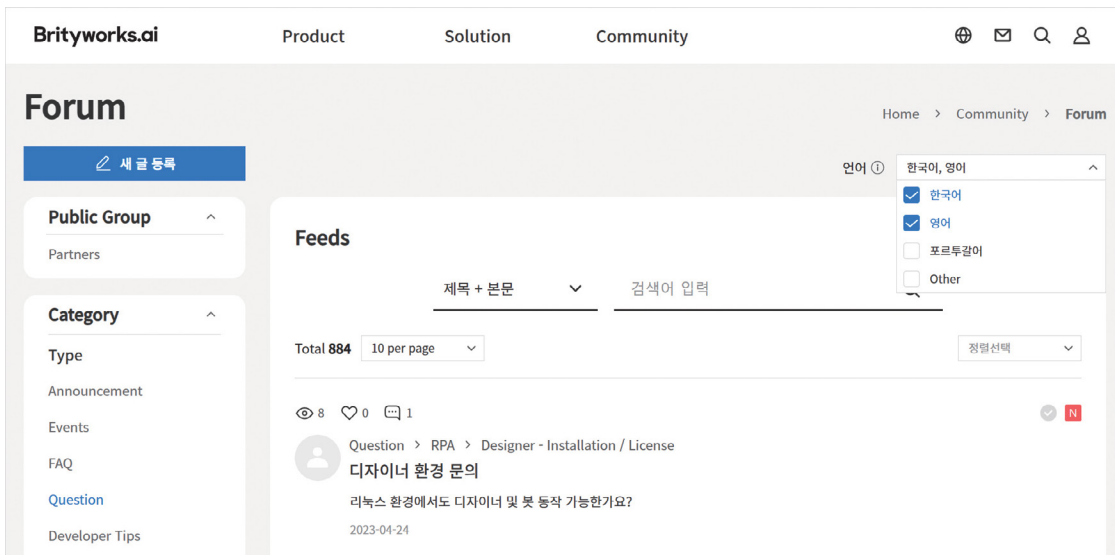 Brityworks.ai Product Solution Community
Forum
Home > Community > Forum
새 글 등록
언어 한국어, 영어
한국어
영어
포르투갈어
Other
Public Group
Partners
Category
Type
Announcement
Events
FAQ
Question
Developer Tips
Feeds
제목 + 본문 검색어 입력
Total 884 10 per page 정렬선택
8 0 1 N
Question > RPA > Designer - Installation / License
디자이너 환경 문의
리눅스 환경에서도 디자이너 및 봇 동작 가능한가요?
2023-04-24